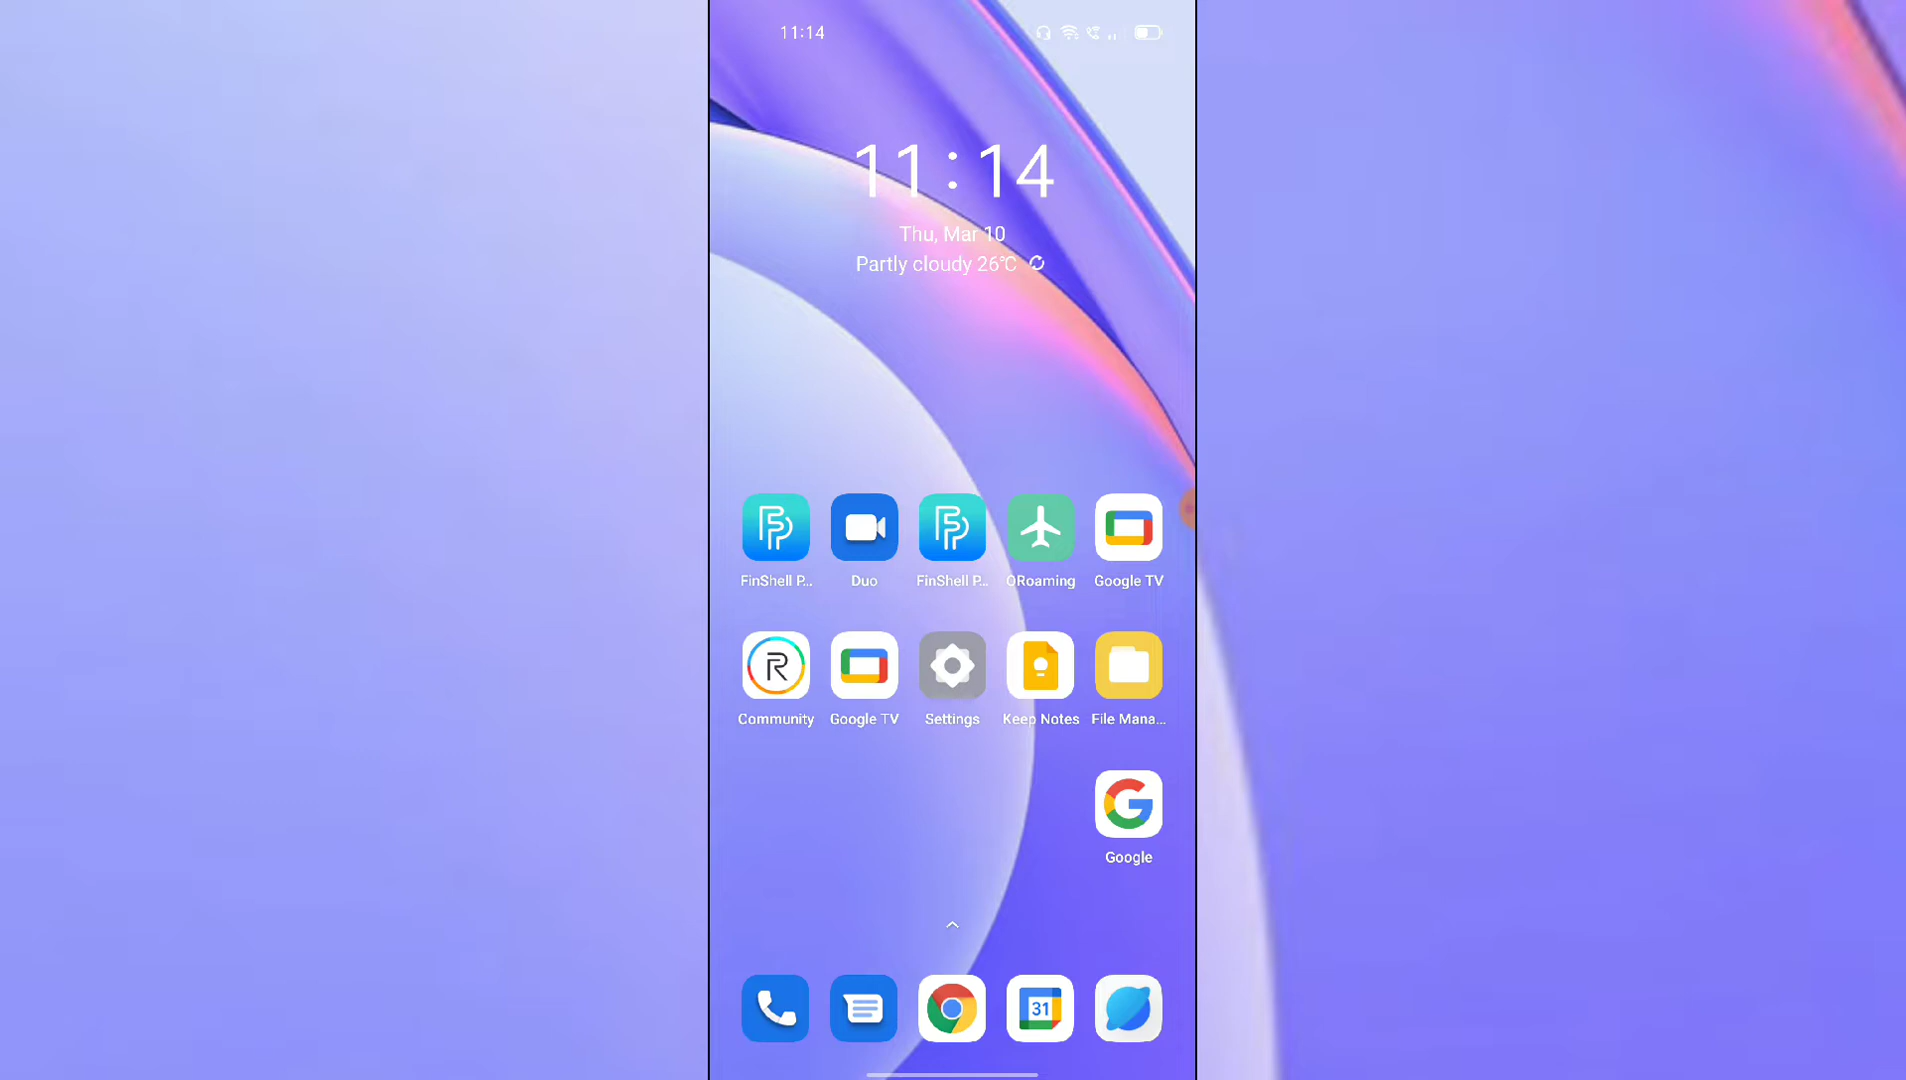 11:14
11:14
Thu, Mar 10
Partly cloudy 26°C
FinShell P... Duo FinShell P... ORoaming Google TV
Community Google TV Settings Keep Notes File Mana...
Google
31